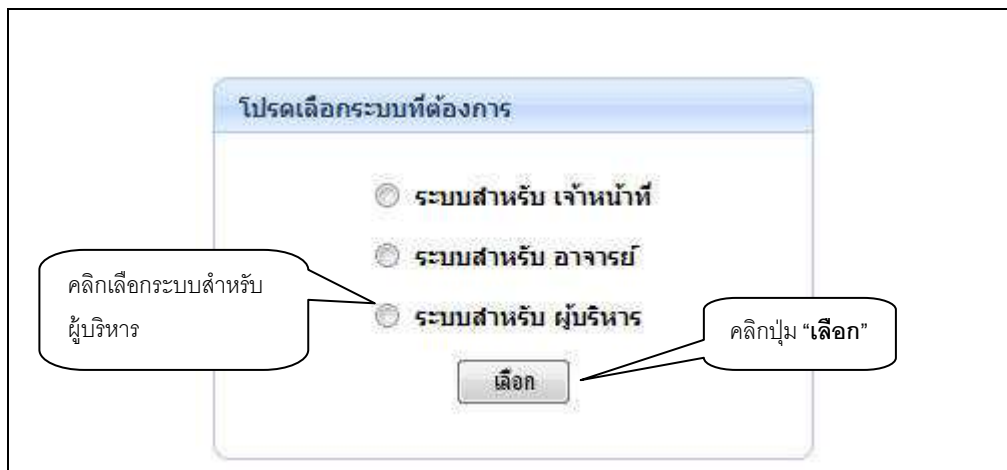 โปรดเลือกระบบที่ต้องการ
ระบบสำหรับ เจ้าหน้าที่
ระบบสำหรับ อาจารย์
คลิกเลือกระบบสำหรับ
ผู้บริหาร
ระบบสำหรับ ผู้บริหาร
คลิกปุ่ม “เลือก”
เลือก